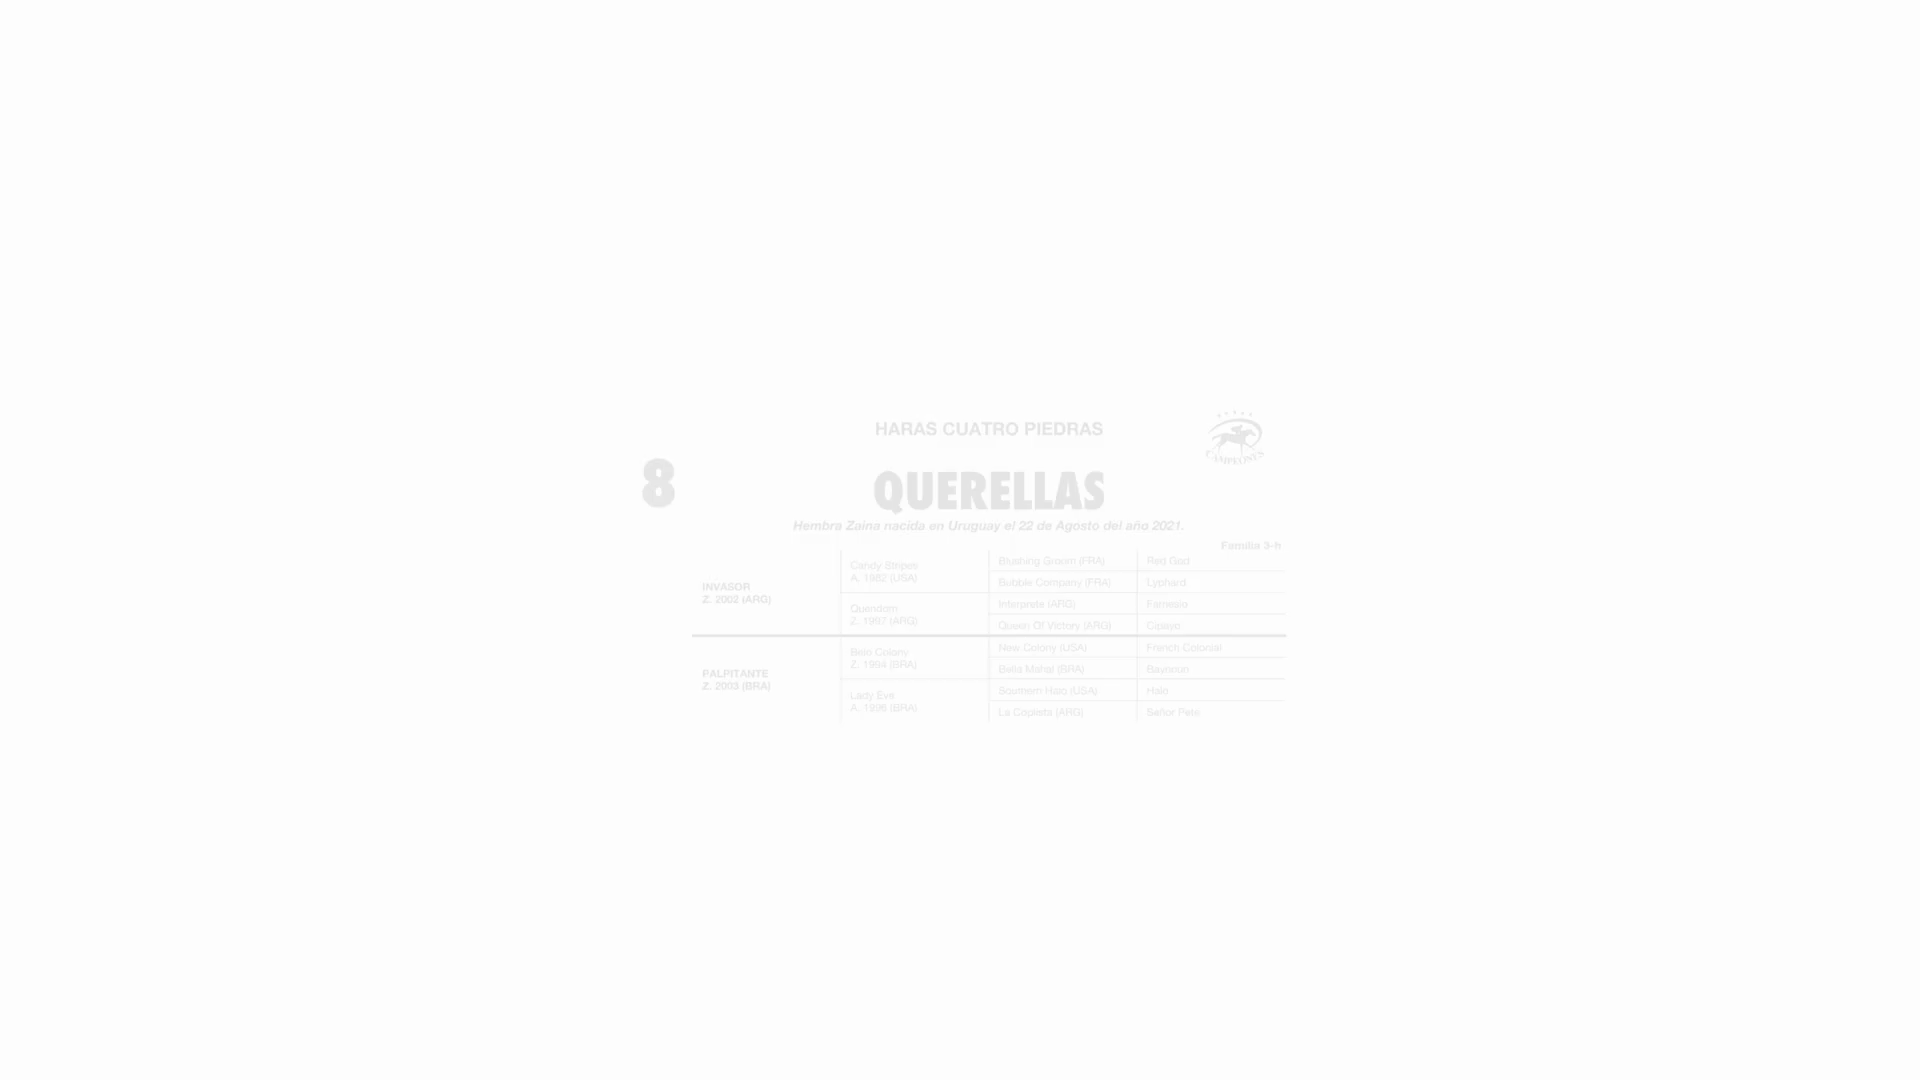 HARAS CUATRO PIEDRAS
CAMPEONES
8
QUERELLAS
Hembra Zaina nacida en Uruguay el 22 de Agosto del año 2021.
Familia 3-h
INVASOR
Z. 2002 (ARG)
Candy Stripes
A. 1982 (USA)
Blushing Groom (FRA)
Red God
Bubble Company (FRA)
Lyphard
Quendom
Z. 1997 (ARG)
Interprete (ARG)
Farnesio
Queen Of Victory (ARG)
Cipayo
PALPITANTE
Z. 2003 (BRA)
Belo Colony
Z. 1994 (BRA)
New Colony (USA)
French Colonial
Bella Mahal (BRA)
Baynoun
Lady Eve
A. 1996 (BRA)
Southern Halo (USA)
Halo
La Coplista (ARG)
Señor Pete